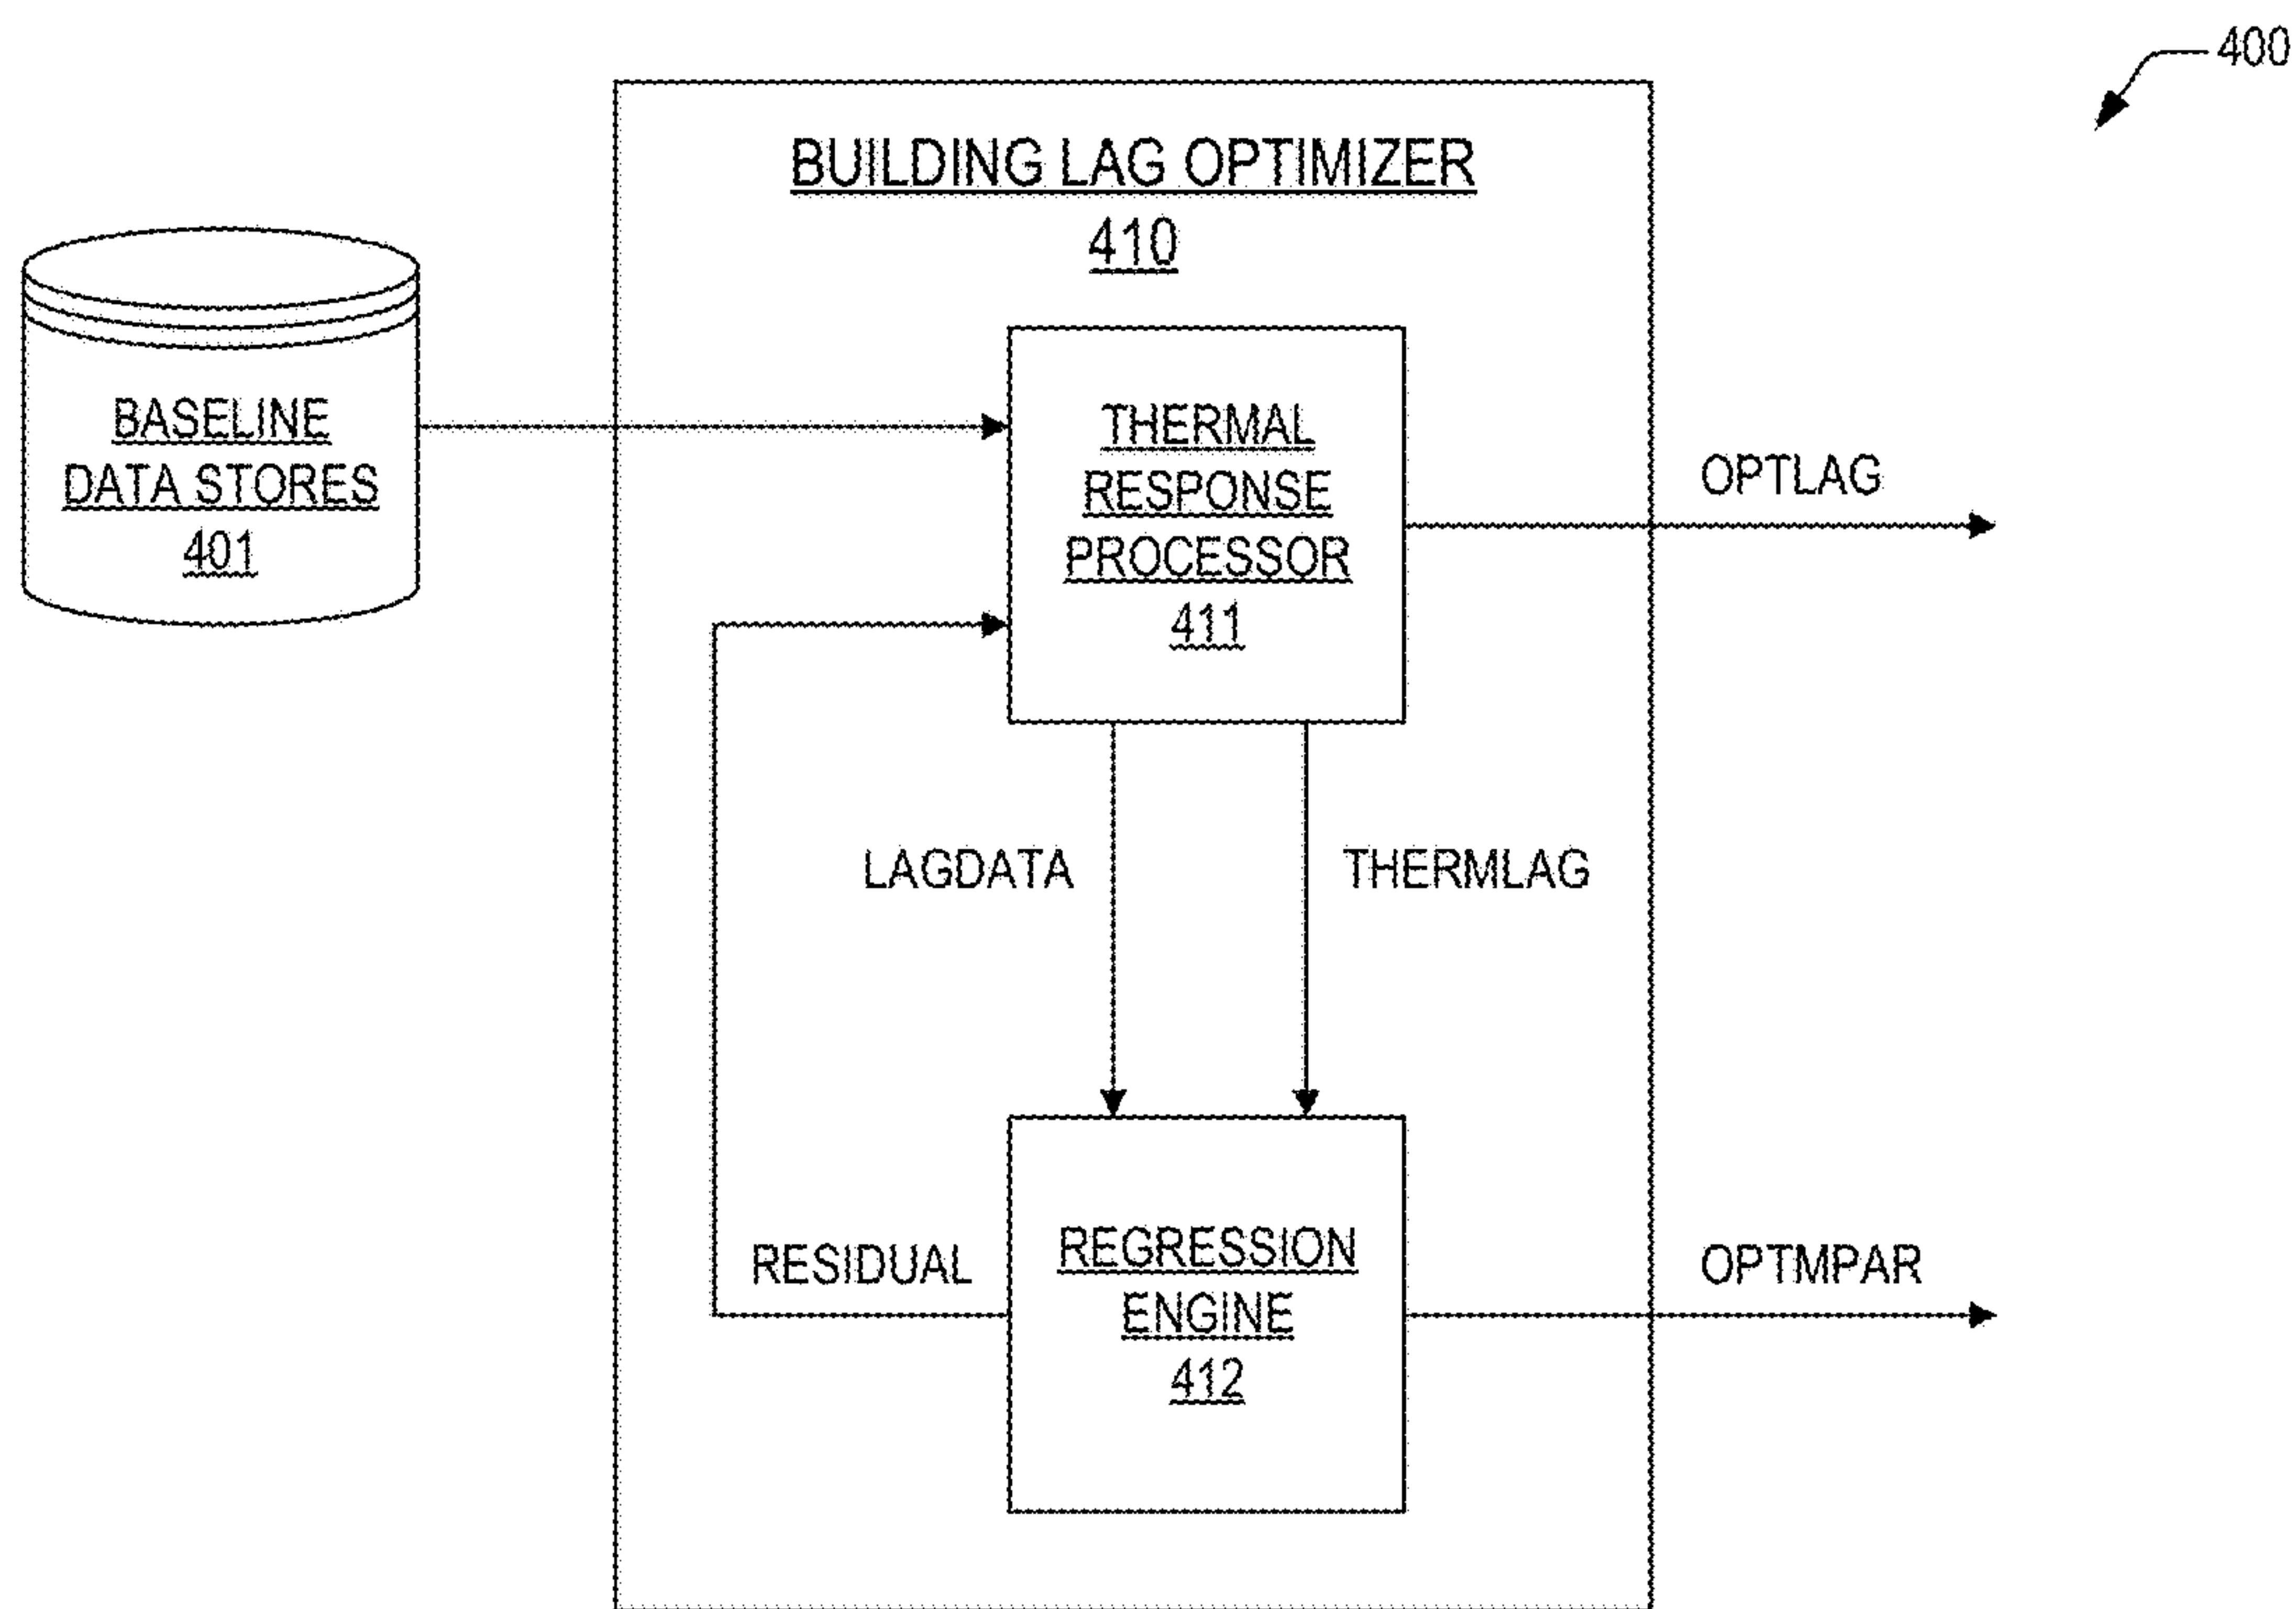 400
BUILDING LAG OPTIMIZER
410
BASELINE
DATA STORES
401
THERMAL
RESPONSE
PROCESSOR
411
OPTLAG
LAGDATA
THERMLAG
RESIDUAL
REGRESSION
ENGINE
412
OPTMPAR